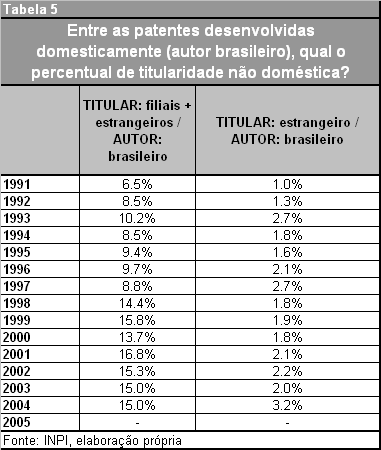 Tabela 5
Entre as patentes desenvolvidas
domesticamente (autor brasileiro), qual o
percentual de titularidade não doméstica?
TITULAR: filiais +
estrangeiros /
AUTOR:
brasileiro
TITULAR: estrangeiro /
AUTOR: brasileiro
1991 6.5% 1.0%
1992 8.5% 1.3%
1993 10.2% 2.7%
1994 8.5% 1.8%
1995 9.4% 1.6%
1996 9.7% 2.1%
1997 8.8% 2.7%
1998 14.4% 1.8%
1999 15.8% 1.9%
2000 13.7% 1.8%
2001 16.8% 2.1%
2002 15.3% 2.2%
2003 15.0% 2.0%
2004 15.0% 3.2%
2005 - -
Fonte: INPI, elaboração própria